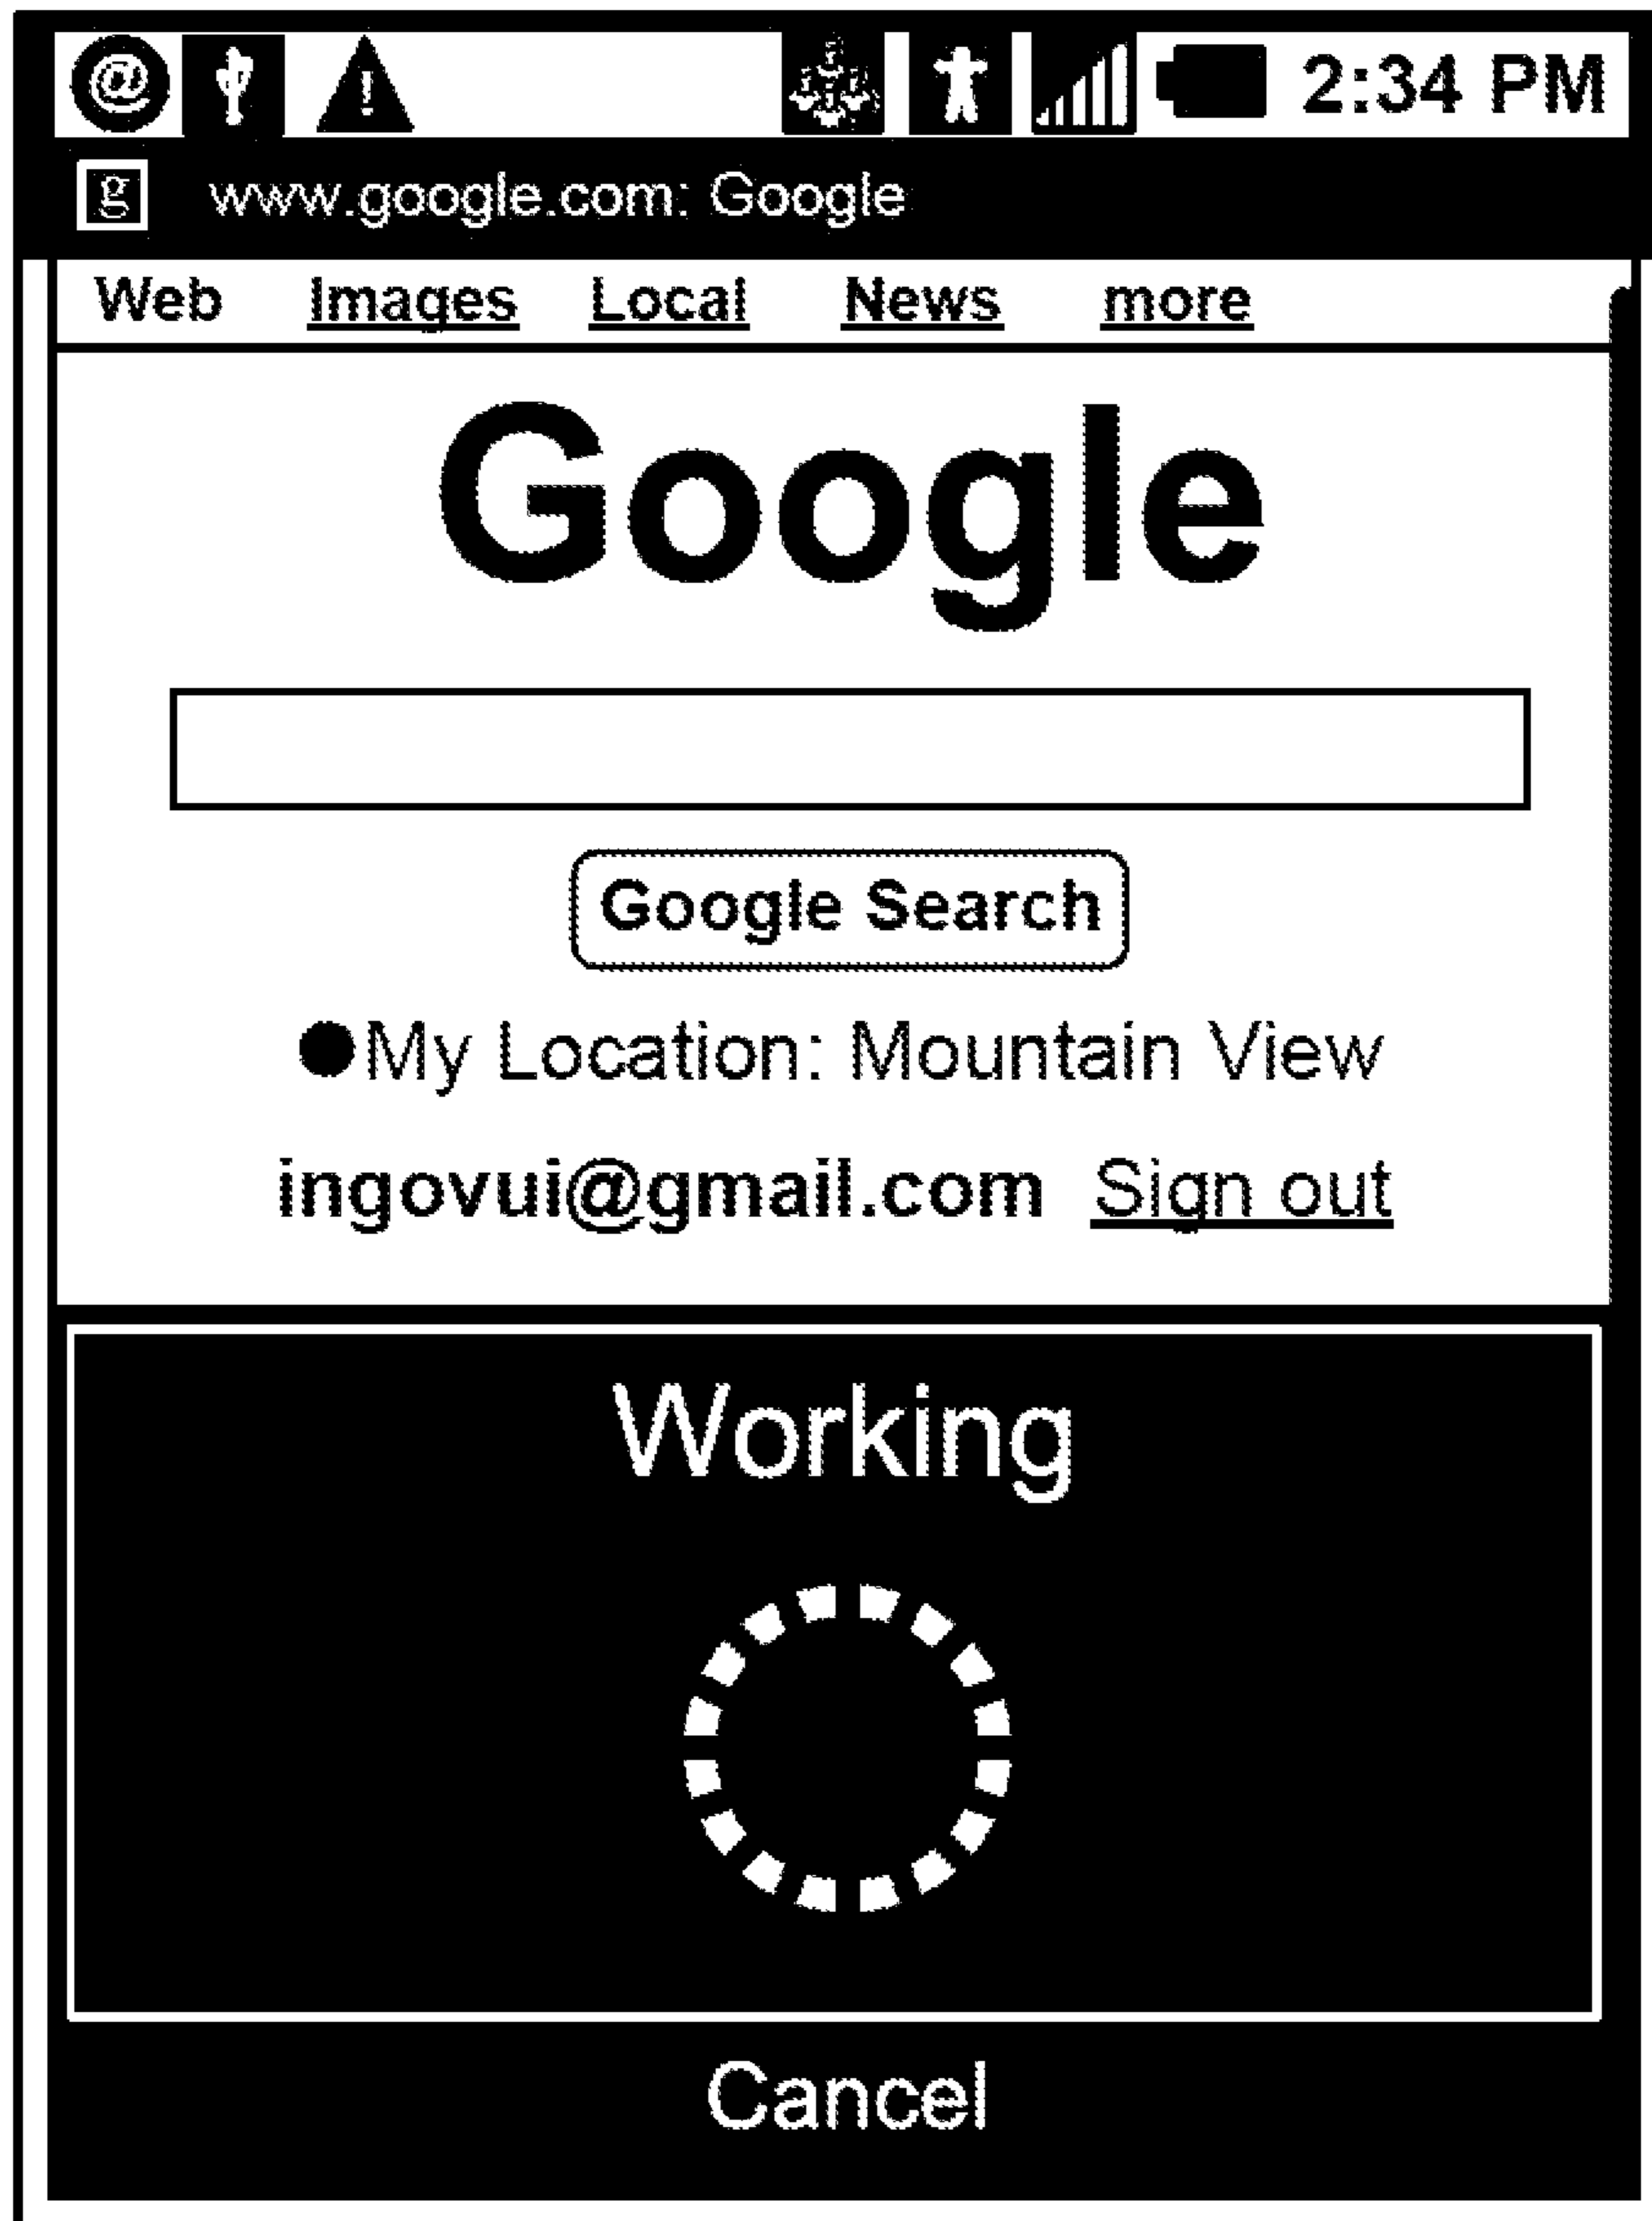 @ ! 2:34 PM
g www.google.com: Google
Web Images Local News more
Google
Google Search
My Location: Mountain View
ingovui@gmail.com Sign out
Working
Cancel